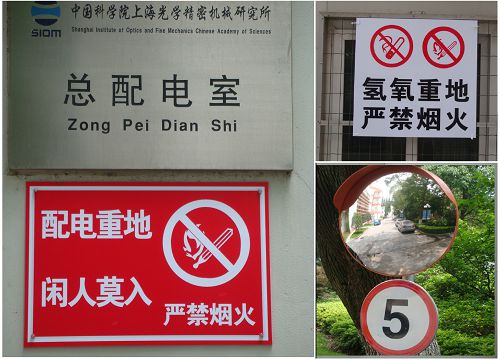 SIOM
中国科学院上海光学精密机械研究所
Shanghai Institute of Optics and Fine Mechanics Chinese Academy of Sciences
总配电室
Zong Pei Dian Shi
配电重地
闲人莫入
严禁烟火
氢氧重地
严禁烟火
5